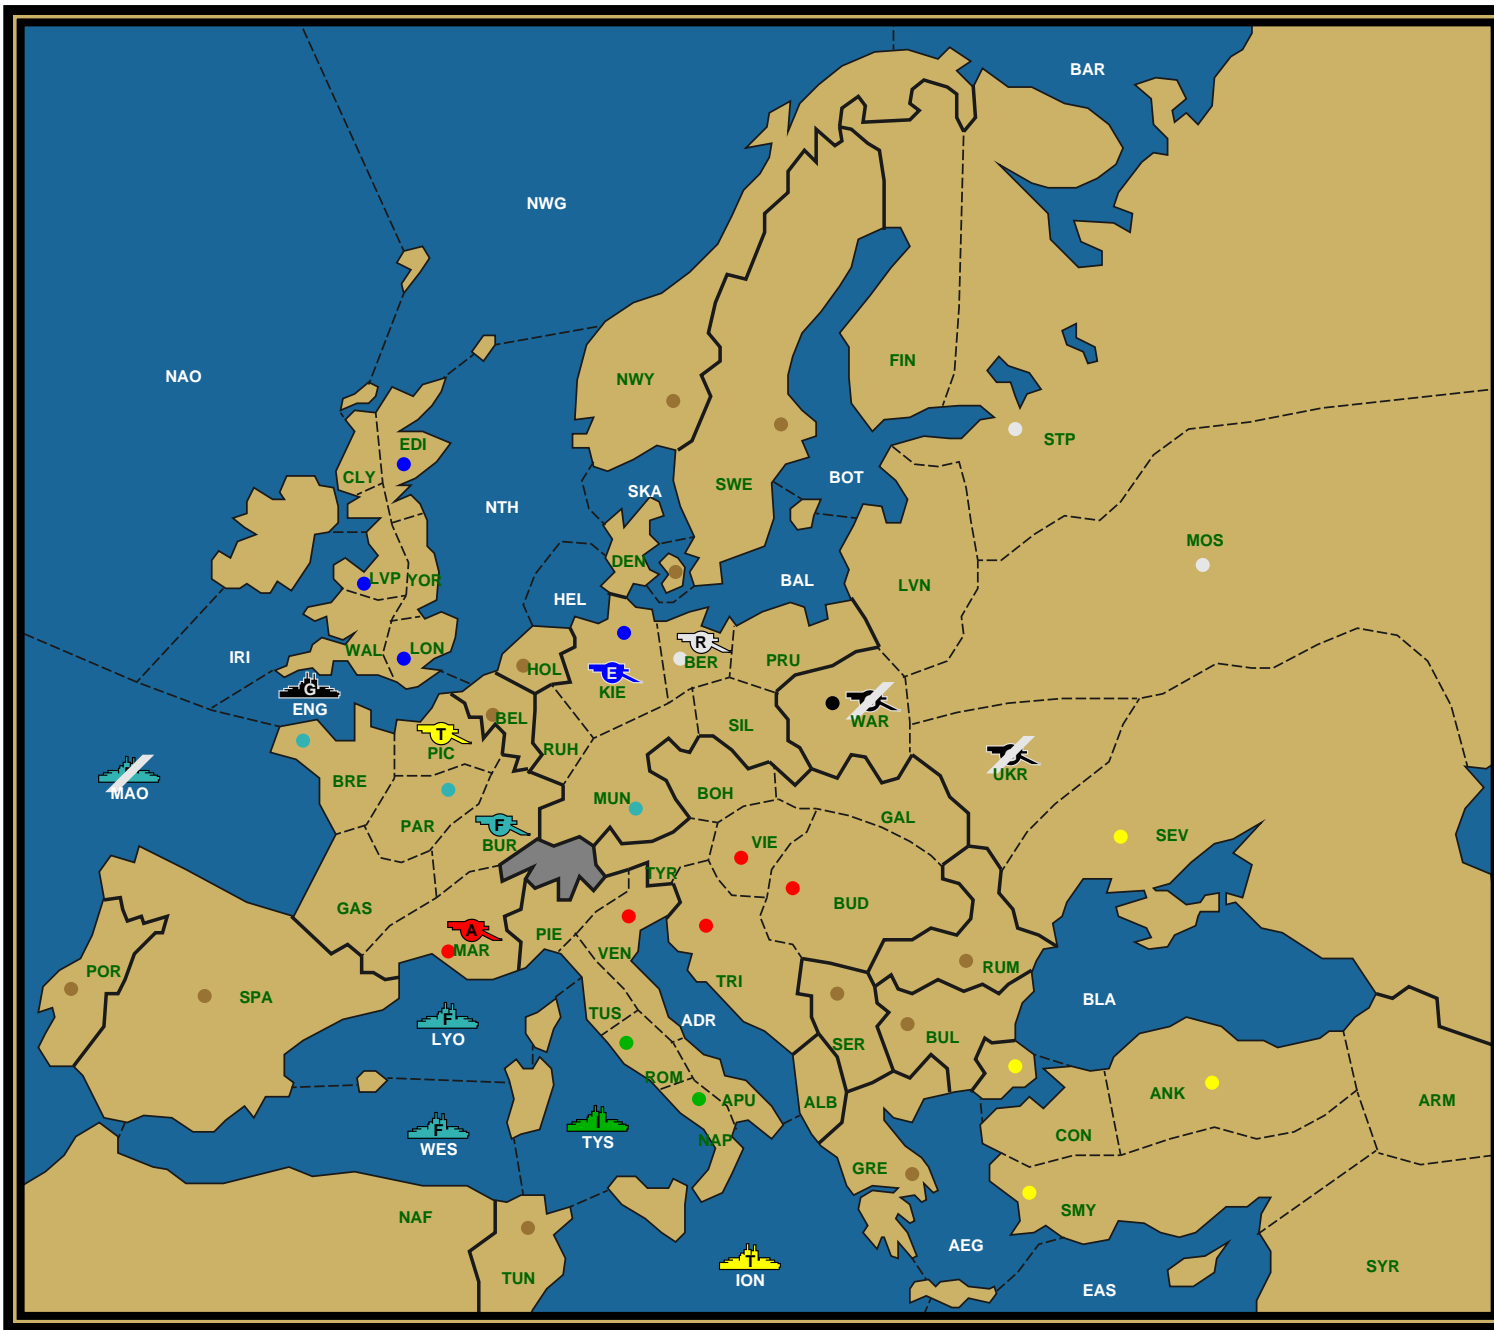 BAR
NWG
NAO
FIN
NWY
STP
EDI
CLY
BOT
SWE
SKA
NTH
MOS
DEN
LVP YOR
BAL
LVN
HEL
R
WAL
LON
IRI
HOL
BER
PRU
E
KIE
G
ENG
BEL
WAR
T
PIC
SIL
RUH
UKR
BRE
MAO
MUN
BOH
GAL
PAR
F
BUR
SEV
VIE
TYR
BUD
GAS
A
MAR
PIE
VEN
POR
SPA
TRI
RUM
BLA
TUS
ADR
F
LYO
SER
BUL
ROM
APU
ALB
ANK
ARM
F
WES
I
TYS
NAP
CON
GRE
SMY
NAF
AEG
T
ION
TUN
SYR
EAS